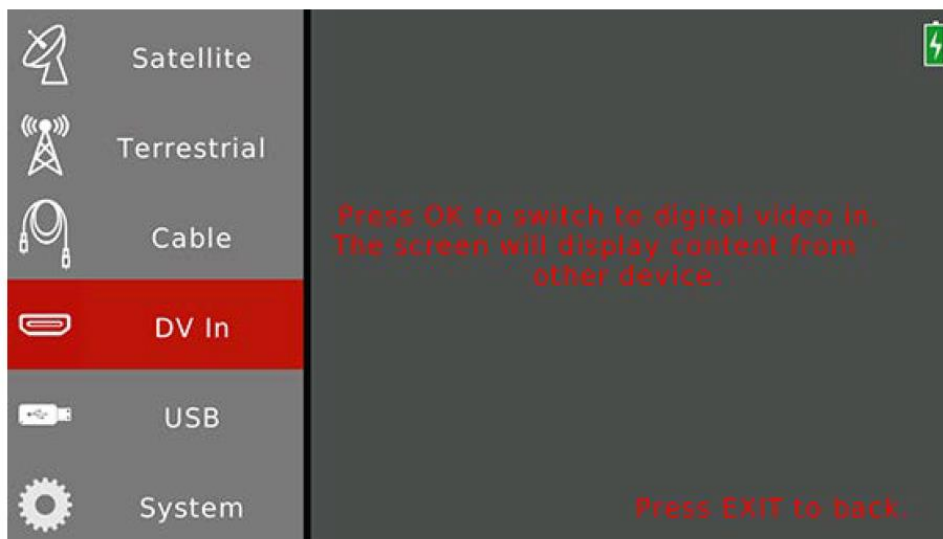 Satellite
Terrestrial
Cable
DV In
USB
System
Press OK to switch to digital video in.
The screen will display content from
other device.
Press EXIT to back.